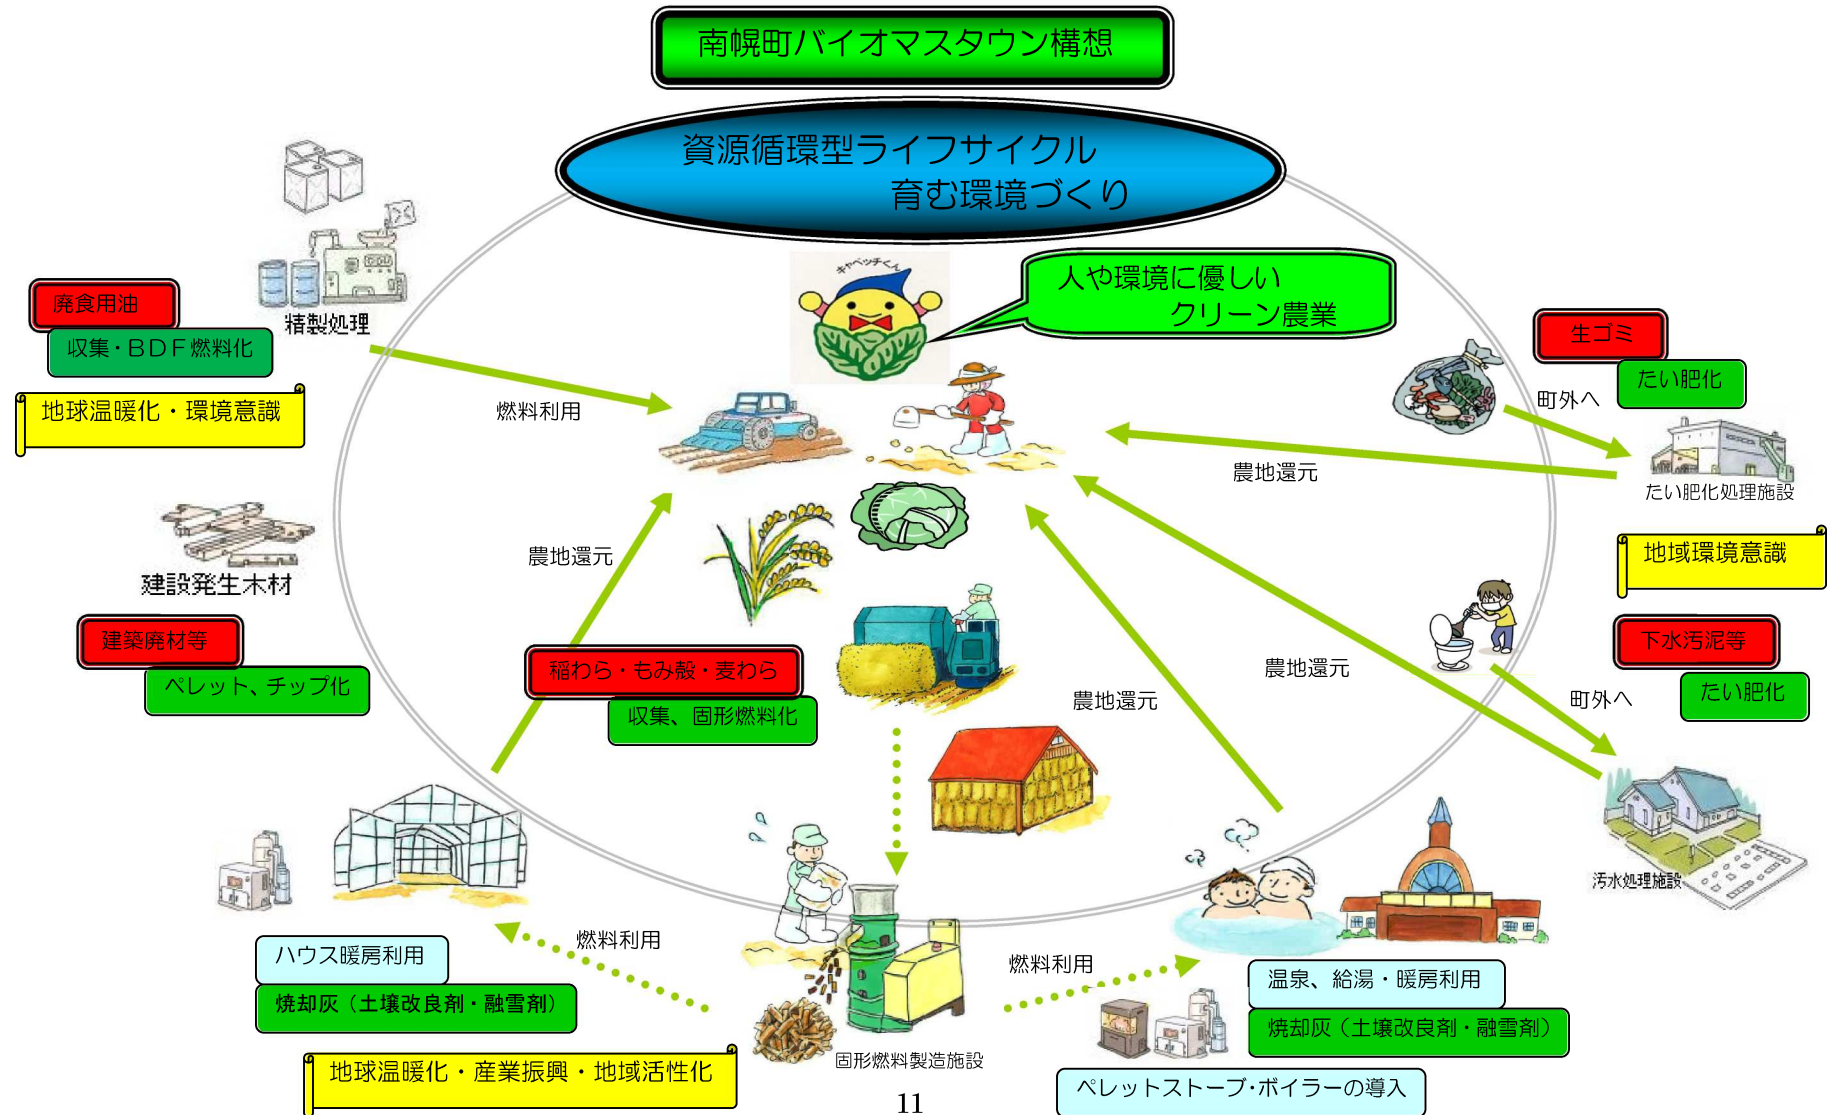 南幌町バイオマスタウン構想
資源循環型ライフサイクル
育む環境づくり
キャベッチくん
人や環境に優しい
クリーン農業
精製処理
廃食用油
収集・BDF燃料化
地球温暖化・環境意識
燃料利用
生ゴミ
たい肥化
町外へ
農地還元
たい肥化処理施設
地域環境意識
建設発生木材
建築廃材等
ペレット、チップ化
農地還元
稲わら・もみ殻・麦わら
収集、固形燃料化
農地還元
農地還元
下水汚泥等
たい肥化
町外へ
汚水処理施設
ハウス暖房利用
焼却灰（土壌改良剤・融雪剤）
燃料利用
地球温暖化・産業振興・地域活性化
固形燃料製造施設
燃料利用
温泉、給湯・暖房利用
焼却灰（土壌改良剤・融雪剤）
ペレットストーブ・ボイラーの導入
11